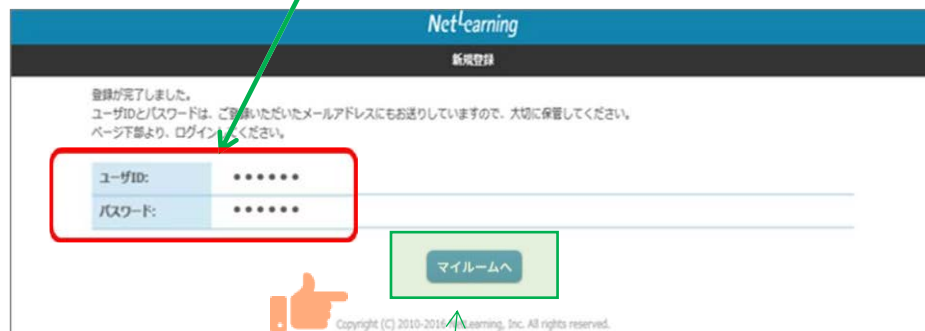 NetLearning
新規登録
登録が完了しました。
ユーザIDとパスワードは、ご登録いただいたメールアドレスにもお送りしていますので、大切に保管してください。
ページ下部より、ログインしてください。
ユーザID: ••••••
パスワード: ••••••
マイルームへ
Copyright (C) 2010-2016 NetLearning, Inc. All rights reserved.